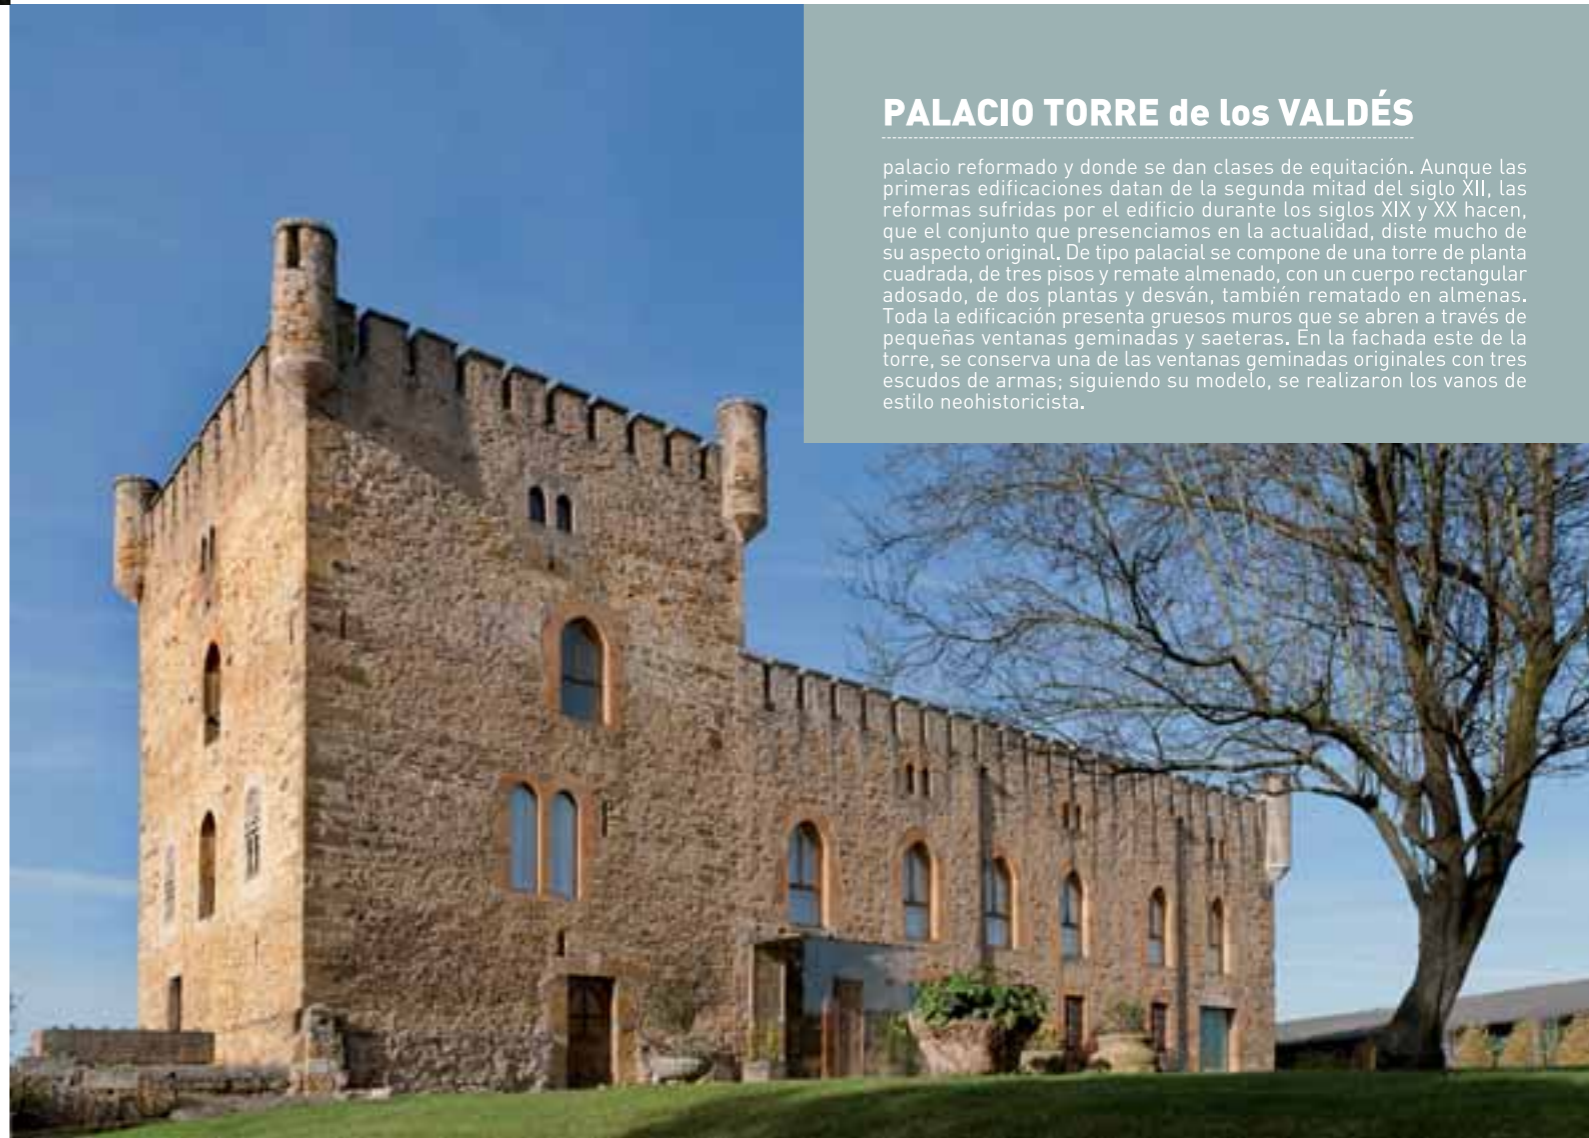 PALACIO TORRE de los VALDÉS
palacio reformado y donde se dan clases de equitación. Aunque las
primeras edificaciones datan de la segunda mitad del siglo XII, las
reformas sufridas por el edificio durante los siglos XIX y XX hacen,
que el conjunto que presenciamos en la actualidad, diste mucho de
su aspecto original. De tipo palacial se compone de una torre de planta
cuadrada, de tres pisos y remate almenado, con un cuerpo rectangular
adosado, de dos plantas y desván, también rematado en almenas.
Toda la edificación presenta gruesos muros que se abren a través de
pequeñas ventanas geminadas y saeteras. En la fachada este de la
torre, se conserva una de las ventanas geminadas originales con tres
escudos de armas; siguiendo su modelo, se realizaron los vanos de
estilo neohistoricista.